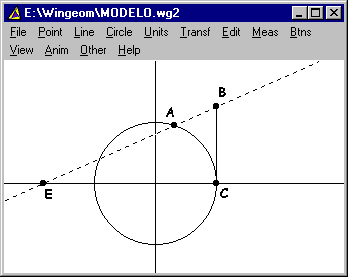 E:\Wingeom\MODELO.wg2
File Point Line Circle Units Transf Edit Meas Btns
View Anim Other Help
B
A
C
E